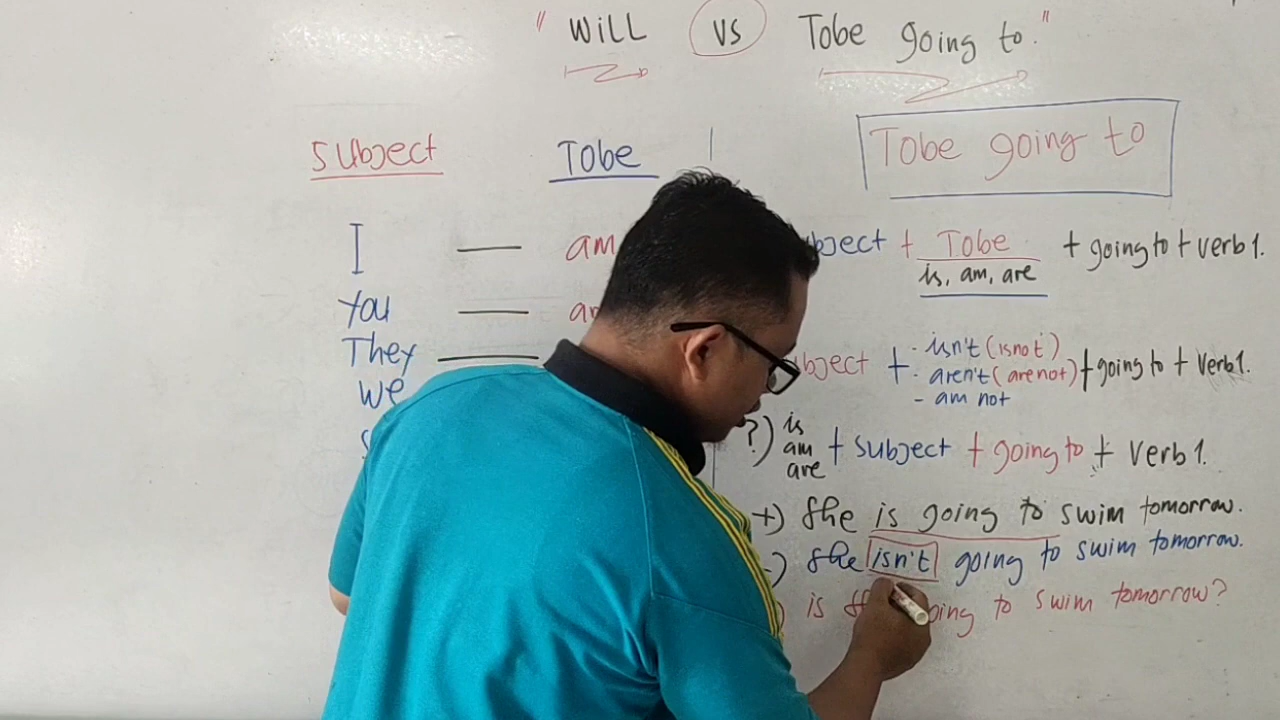 " WiLL VS Tobe going to."
Subject Tobe
Tobe going to
I — am
+ Tobe + going to + verb 1.
is, am, are
You
They
We
+ - isn't (is not)
- aren't (are not) + going to + Verb 1.
- am not
?) is
am + Subject + going to + Verb 1.
are
+) She is going to swim tomorrow.
-) She isn't going to swim tomorrow.
is going to swim tomorrow?